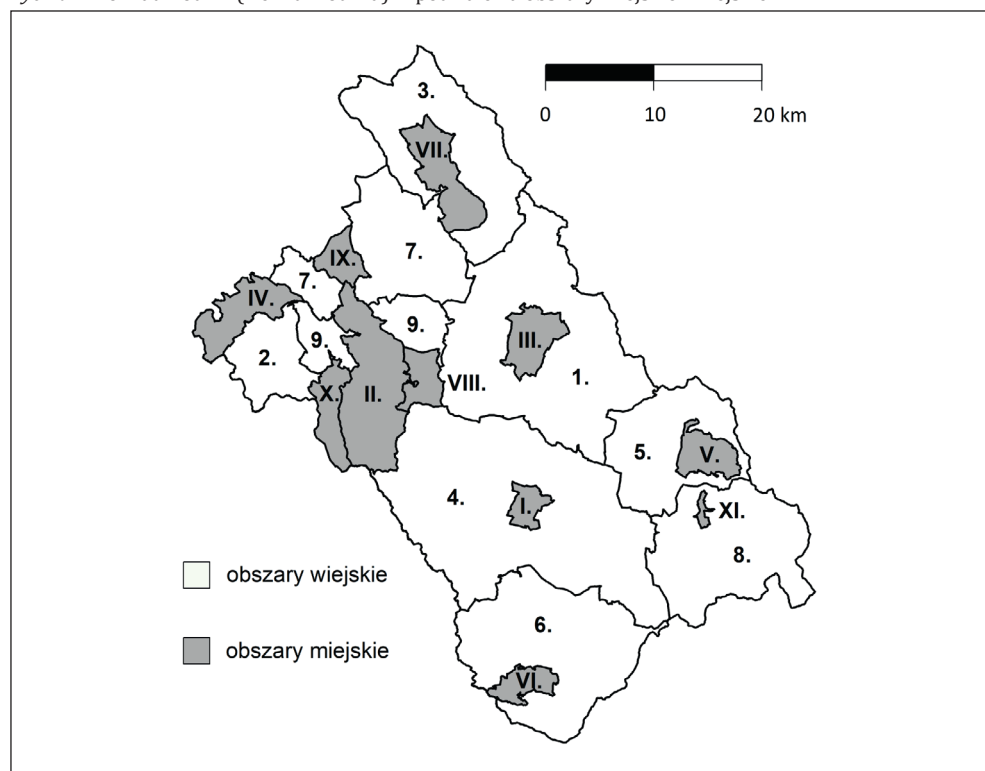 3.
0 10 20 km
VII.
IX.
7.
7.
IV.
9.
9.
III.
2.
VIII.
1.
X.
II.
5.
V.
4.
I.
XI.
8.
obszary wiejskie
6.
obszary miejskie
VI.